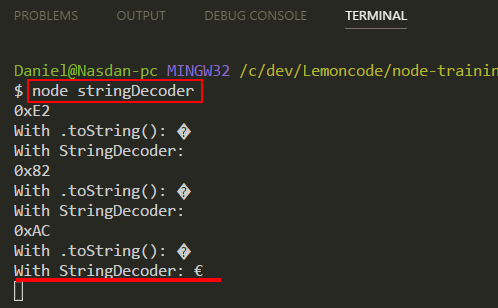 PROBLEMS OUTPUT DEBUG CONSOLE TERMINAL
Daniel@Nasdan-pc MINGW32 /c/dev/Lemoncode/node-trainin
$ node stringDecoder
0xE2
With .toString(): �
With StringDecoder:
0x82
With .toString(): �
With StringDecoder:
0xAC
With .toString(): �
With StringDecoder: €